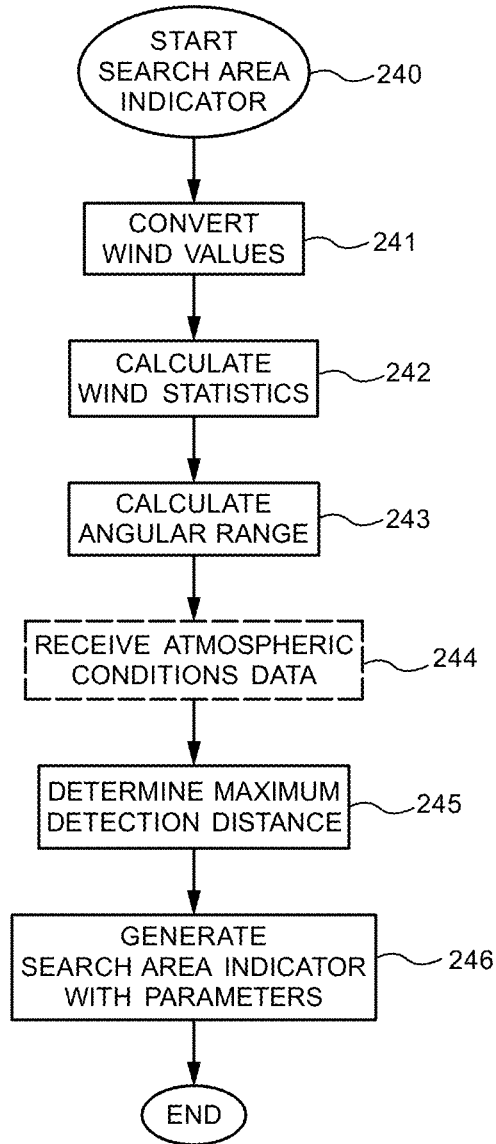 START
SEARCH AREA
INDICATOR
240
CONVERT
WIND VALUES
241
CALCULATE
WIND STATISTICS
242
CALCULATE
ANGULAR RANGE
243
RECEIVE ATMOSPHERIC
CONDITIONS DATA
244
DETERMINE MAXIMUM
DETECTION DISTANCE
245
GENERATE
SEARCH AREA INDICATOR
WITH PARAMETERS
246
END